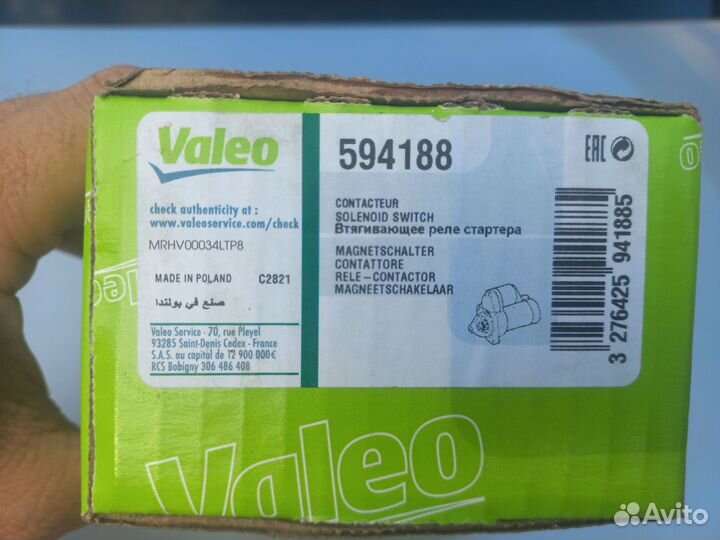 Valeo
check authenticity at :
www.valeoservice.com/check
MRHV00034LTP8
MADE IN POLAND C2821
صنع في بولندا
Valeo Service - 70, rue Pleyel
93285 Saint-Denis Cedex - France
S.A.S. au capital de 12 900 000€
RCS Bobigny 306 486 408
594188
CONTACTEUR
SOLENOID SWITCH
Втягивающее реле стартера
MAGNETSCHALTER
CONTATTORE
RELE-CONTACTOR
MAGNEETSCHAKELAAR
EAC
3 276425 941885
Valeo
Avito